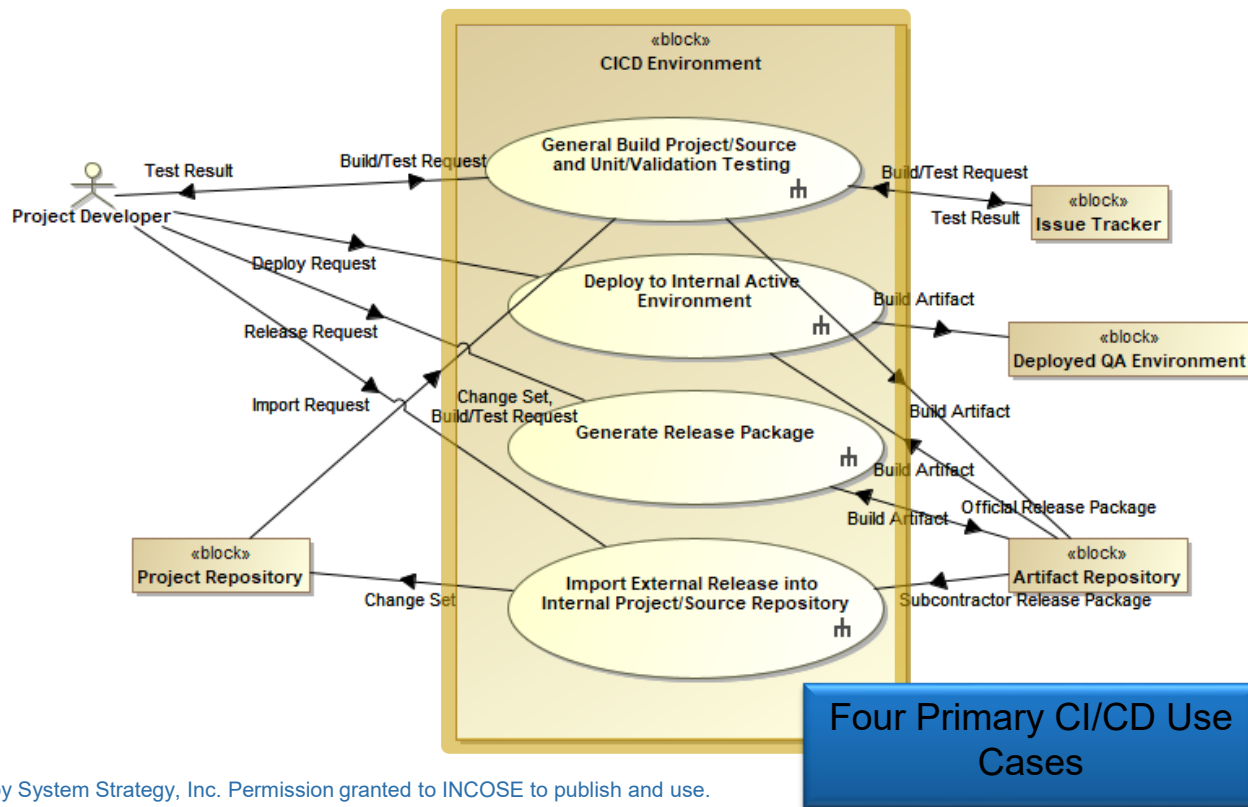 «block»
CICD Environment
General Build Project/Source
and Unit/Validation Testing
Test Result
Build/Test Request
Project Developer
Build/Test Request
Test Result
«block»
Issue Tracker
Deploy Request
Deploy to Internal Active
Environment
Build Artifact
«block»
Deployed QA Environment
Release Request
Import Request
Change Set,
Build/Test Request
Build Artifact
Generate Release Package
Build Artifact
Build Artifact
Official Release Package
«block»
Project Repository
Change Set
Import External Release into
Internal Project/Source Repository
«block»
Artifact Repository
Subcontractor Release Package
Four Primary CI/CD Use
Cases
by System Strategy, Inc. Permission granted to INCOSE to publish and use.